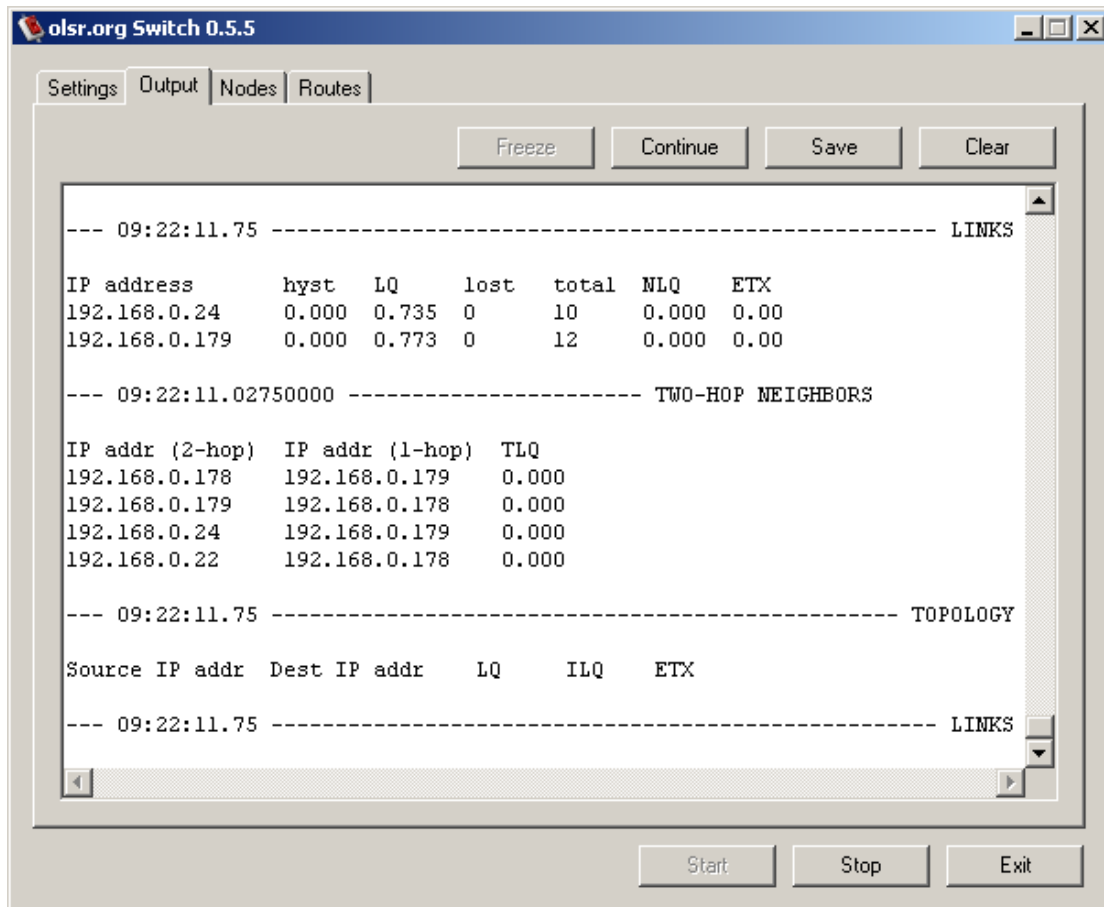 olsr.org Switch 0.5.5
Settings Output Nodes Routes
Freeze Continue Save Clear
--- 09:22:11.75 ---------------------------------------------------- LINKS
IP address hyst LQ lost total NLQ ETX
192.168.0.24 0.000 0.735 0 10 0.000 0.00
192.168.0.179 0.000 0.773 0 12 0.000 0.00
--- 09:22:11.02750000 ----------------------- TWO-HOP NEIGHBORS
IP addr (2-hop) IP addr (1-hop) TLQ
192.168.0.178 192.168.0.179 0.000
192.168.0.179 192.168.0.178 0.000
192.168.0.24 192.168.0.179 0.000
192.168.0.22 192.168.0.178 0.000
--- 09:22:11.75 ------------------------------------------------- TOPOLOGY
Source IP addr Dest IP addr LQ ILQ ETX
--- 09:22:11.75 ---------------------------------------------------- LINKS
Start Stop Exit